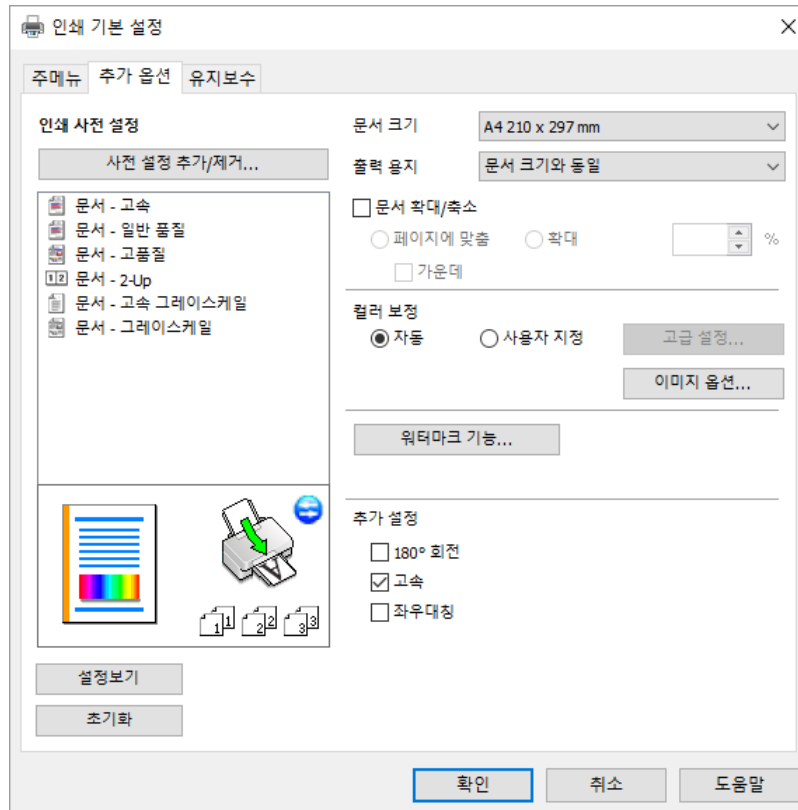 인쇄 기본 설정
주메뉴 추가 옵션 유지보수
인쇄 사전 설정
사전 설정 추가/제거...
문서 - 고속
문서 - 일반 품질
문서 - 고품질
1 2 문서 - 2-Up
문서 - 고속 그레이스케일
문서 - 그레이스케일
1 1 2 2 3 3
설정보기
초기화
문서 크기 A4 210 x 297 mm
출력 용지 문서 크기와 동일
문서 확대/축소
페이지에 맞춤 확대 %
가운데
컬러 보정
자동 사용자 지정 고급 설정...
이미지 옵션...
워터마크 기능...
추가 설정
180° 회전
고속
좌우대칭
확인 취소 도움말